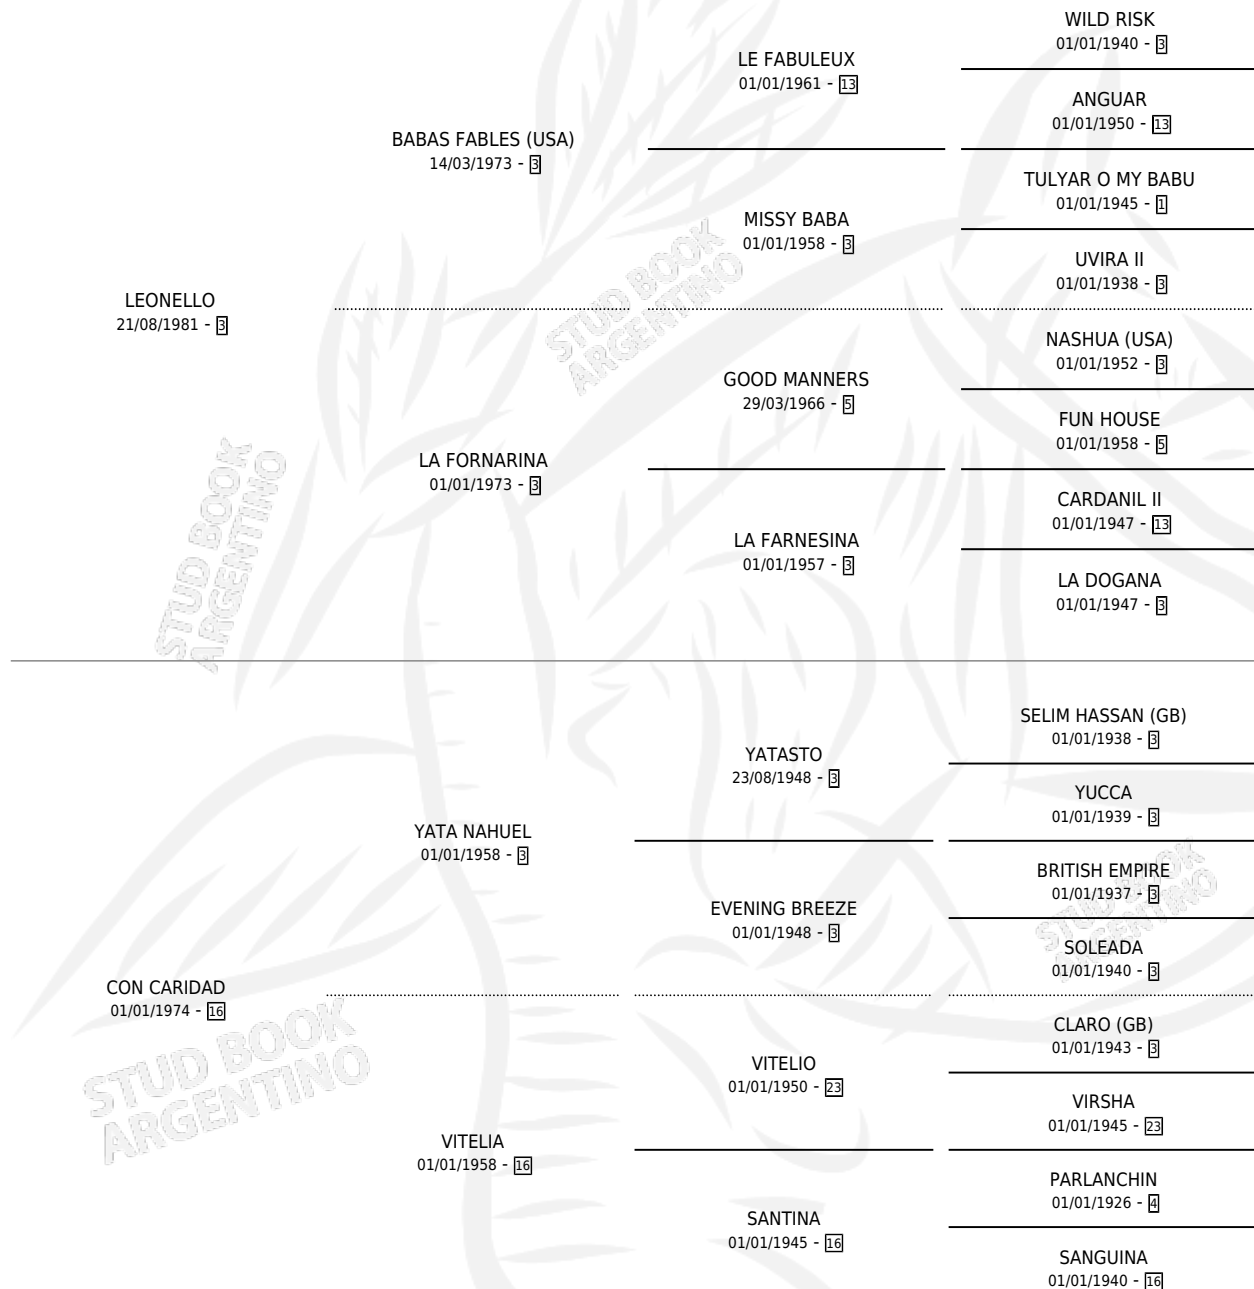 WILD RISK
01/01/1940 - 3
LE FABULEUX
01/01/1961 - 13
ANGUAR
01/01/1950 - 13
BABAS FABLES (USA)
14/03/1973 - 3
TULYAR O MY BABU
01/01/1945 - 1
MISSY BABA
01/01/1958 - 3
UVIRA II
01/01/1938 - 3
LEONELLO
21/08/1981 - 3
NASHUA (USA)
01/01/1952 - 3
GOOD MANNERS
29/03/1966 - 5
FUN HOUSE
01/01/1958 - 5
LA FORNARINA
01/01/1973 - 3
CARDANIL II
01/01/1947 - 13
LA FARNESINA
01/01/1957 - 3
LA DOGANA
01/01/1947 - 3
STUD BOOK
ARGENTINO
STUD BOOK
ARGENTINO
SELIM HASSAN (GB)
01/01/1938 - 3
YATASTO
23/08/1948 - 3
YUCCA
01/01/1939 - 3
YATA NAHUEL
01/01/1958 - 3
BRITISH EMPIRE
01/01/1937 - 3
EVENING BREEZE
01/01/1948 - 3
SOLEADA
01/01/1940 - 3
STUD BOOK
ARGENTINO
CON CARIDAD
01/01/1974 - 16
CLARO (GB)
01/01/1943 - 3
VITELIO
01/01/1950 - 23
VIRSHA
01/01/1945 - 23
VITELIA
01/01/1958 - 16
PARLANCHIN
01/01/1926 - 4
SANTINA
01/01/1945 - 16
SANGUINA
01/01/1940 - 16
STUD BOOK
ARGENTINO